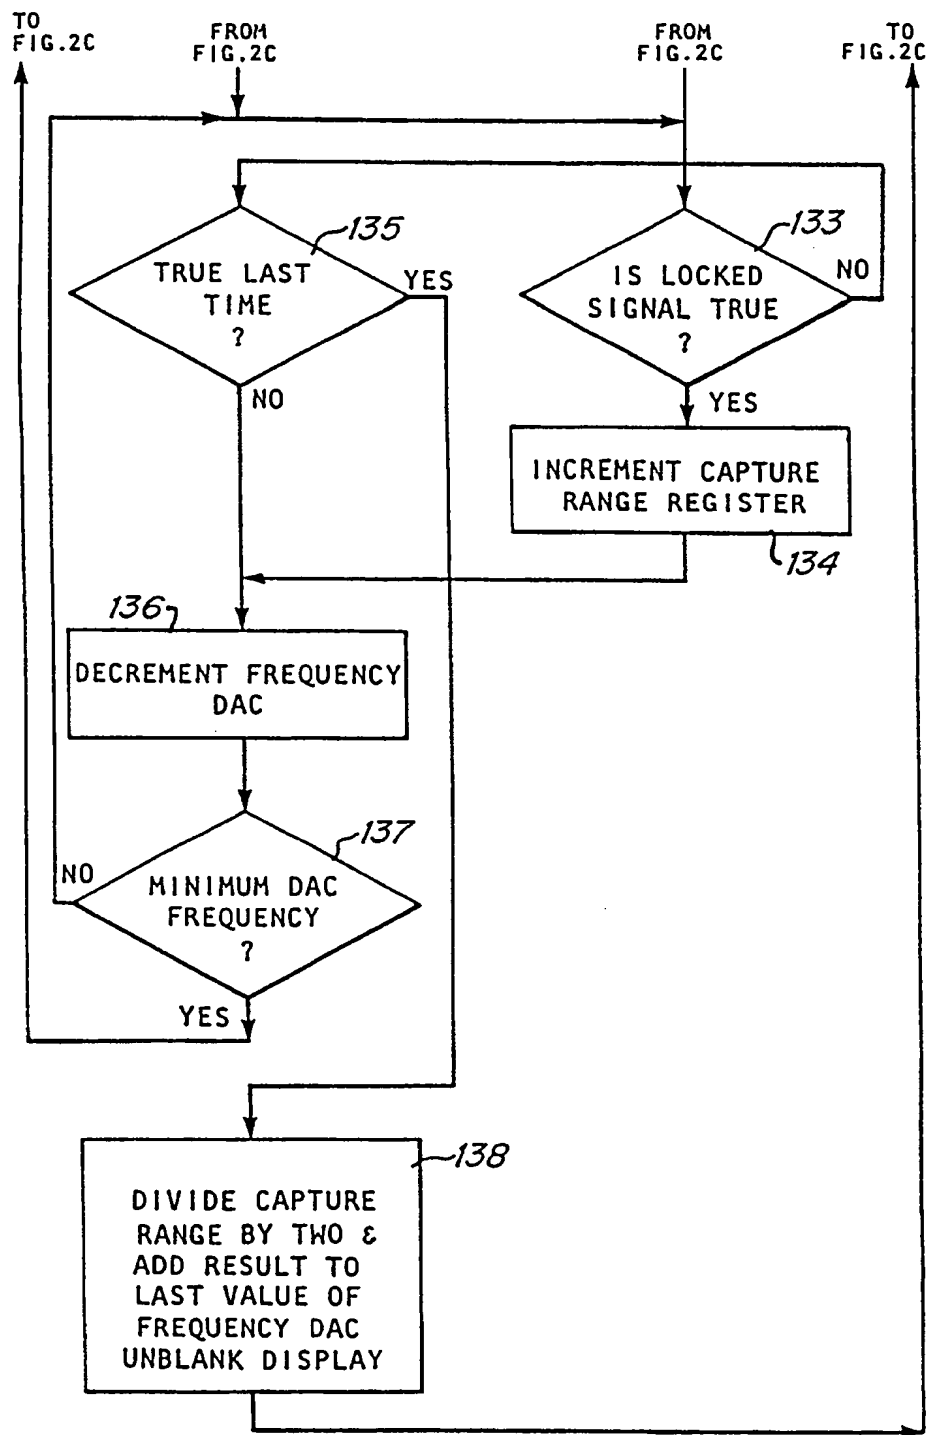 TO
FIG.2C
FROM
FIG.2C
FROM
FIG.2C
TO
FIG.2C
135
TRUE LAST
TIME
?
YES
NO
133
IS LOCKED
SIGNAL TRUE
?
NO
YES
INCREMENT CAPTURE
RANGE REGISTER
134
136
DECREMENT FREQUENCY
DAC
137
NO
MINIMUM DAC
FREQUENCY
?
YES
138
DIVIDE CAPTURE
RANGE BY TWO &
ADD RESULT TO
LAST VALUE OF
FREQUENCY DAC
UNBLANK DISPLAY